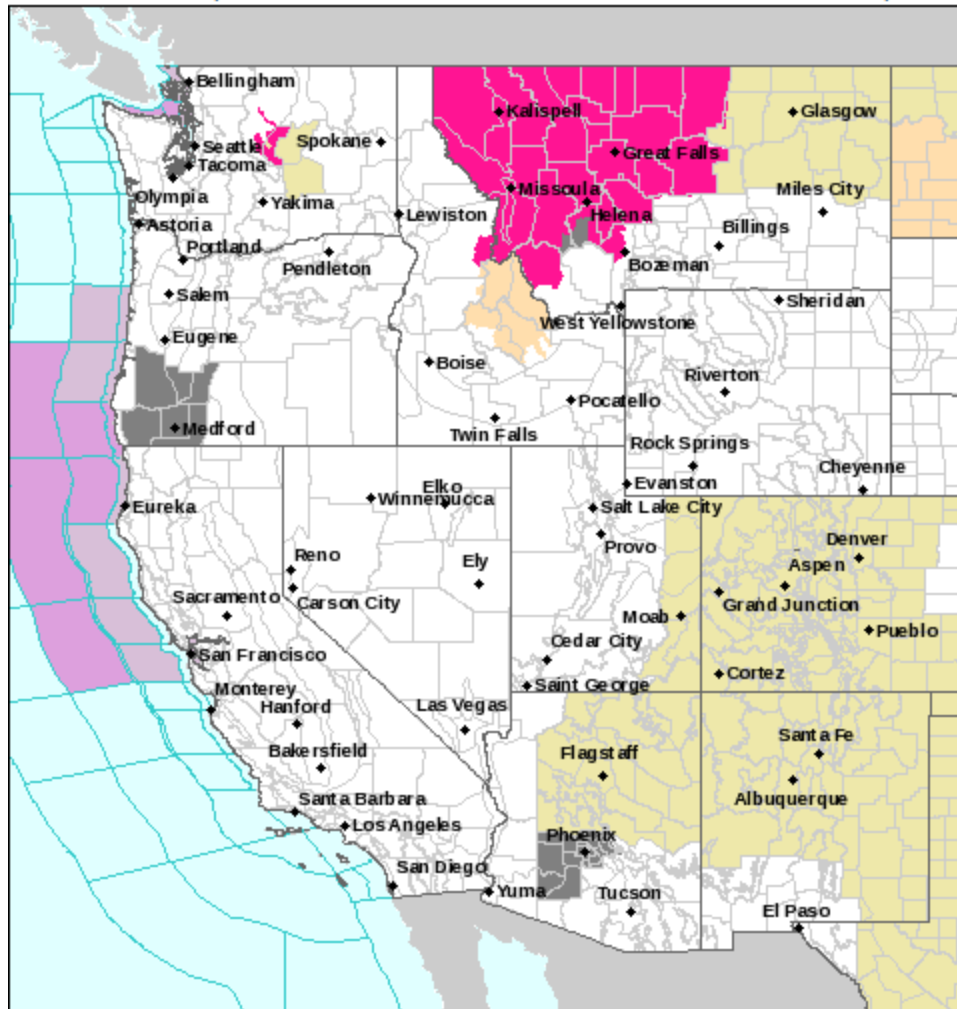 Bellingham
Kalispell
Glasgow
Seattle
Spokane
Great Falls
Tacoma
Missoula
Miles City
Olympia
Yakima
Lewiston
Helena
Astoria
Billings
Portland
Pendleton
Bozeman
Salem
Sheridan
West Yellowstone
Eugene
Boise
Riverton
Pocatello
Medford
Twin Falls
Rock Springs
Cheyenne
Elko
Evanston
Winnemucca
Eureka
Salt Lake City
Denver
Provo
Reno
Ely
Aspen
Sacramento
Carson City
Grand Junction
Moab
Pueblo
Cedar City
San Francisco
Cortez
Saint George
Monterey
Hanford
Las Vegas
Santa Fe
Bakersfield
Flagstaff
Santa Barbara
Albuquerque
Los Angeles
Phoenix
San Diego
Yuma
Tucson
El Paso